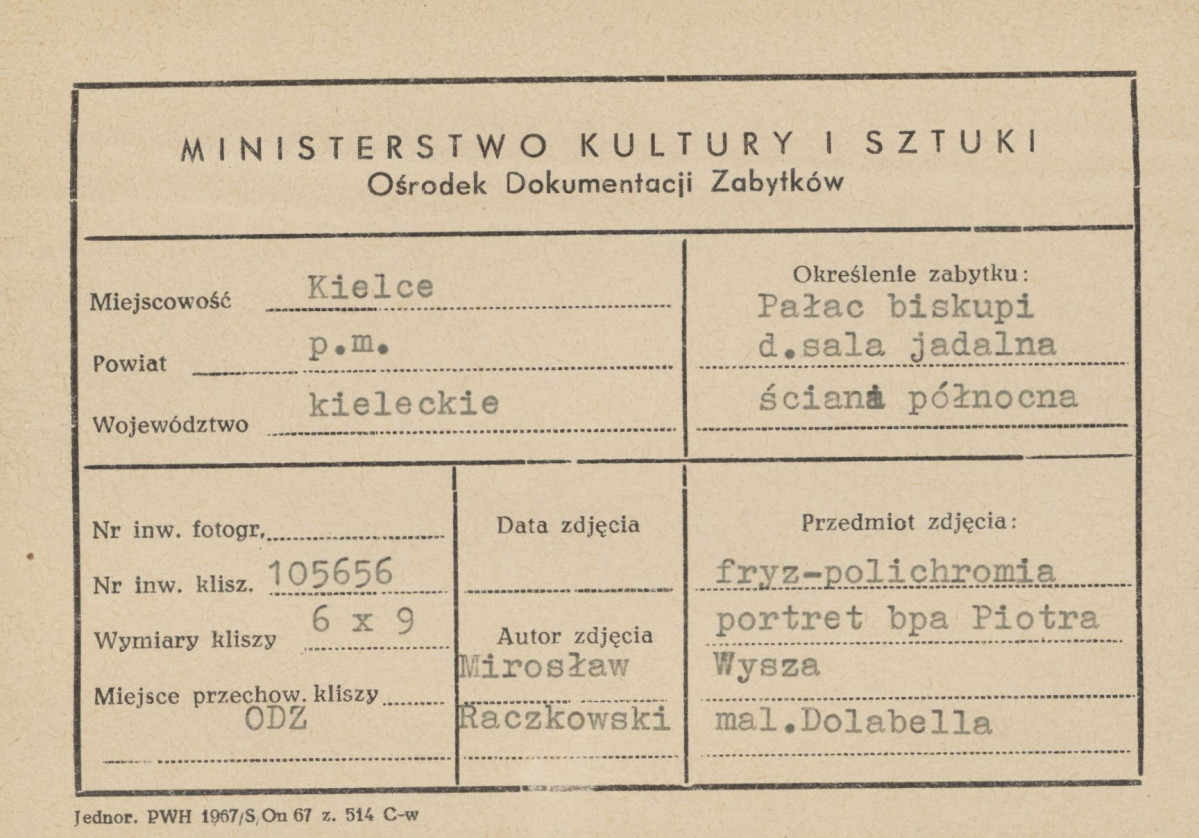 MINISTERSTWO KULTURY I SZTUKI
Ośrodek Dokumentacji Zabytków
Miejscowość Kielce
Powiat p.m.
Województwo kieleckie
Określenie zabytku:
Pałac biskupi
d.sala jadalna
ściana północna
Nr inw. fotogr.
Nr inw. klisz. 105656
Wymiary kliszy 6 x 9
Miejsce przechow. kliszy
ODZ
Data zdjęcia
Autor zdjęcia
Mirosław
Raczkowski
Przedmiot zdjęcia:
fryz-polichromia
portret bpa Piotra
Wysza
mal.Dolabella
Jednor. PWH 1967/S, On 67 z. 514 C-w